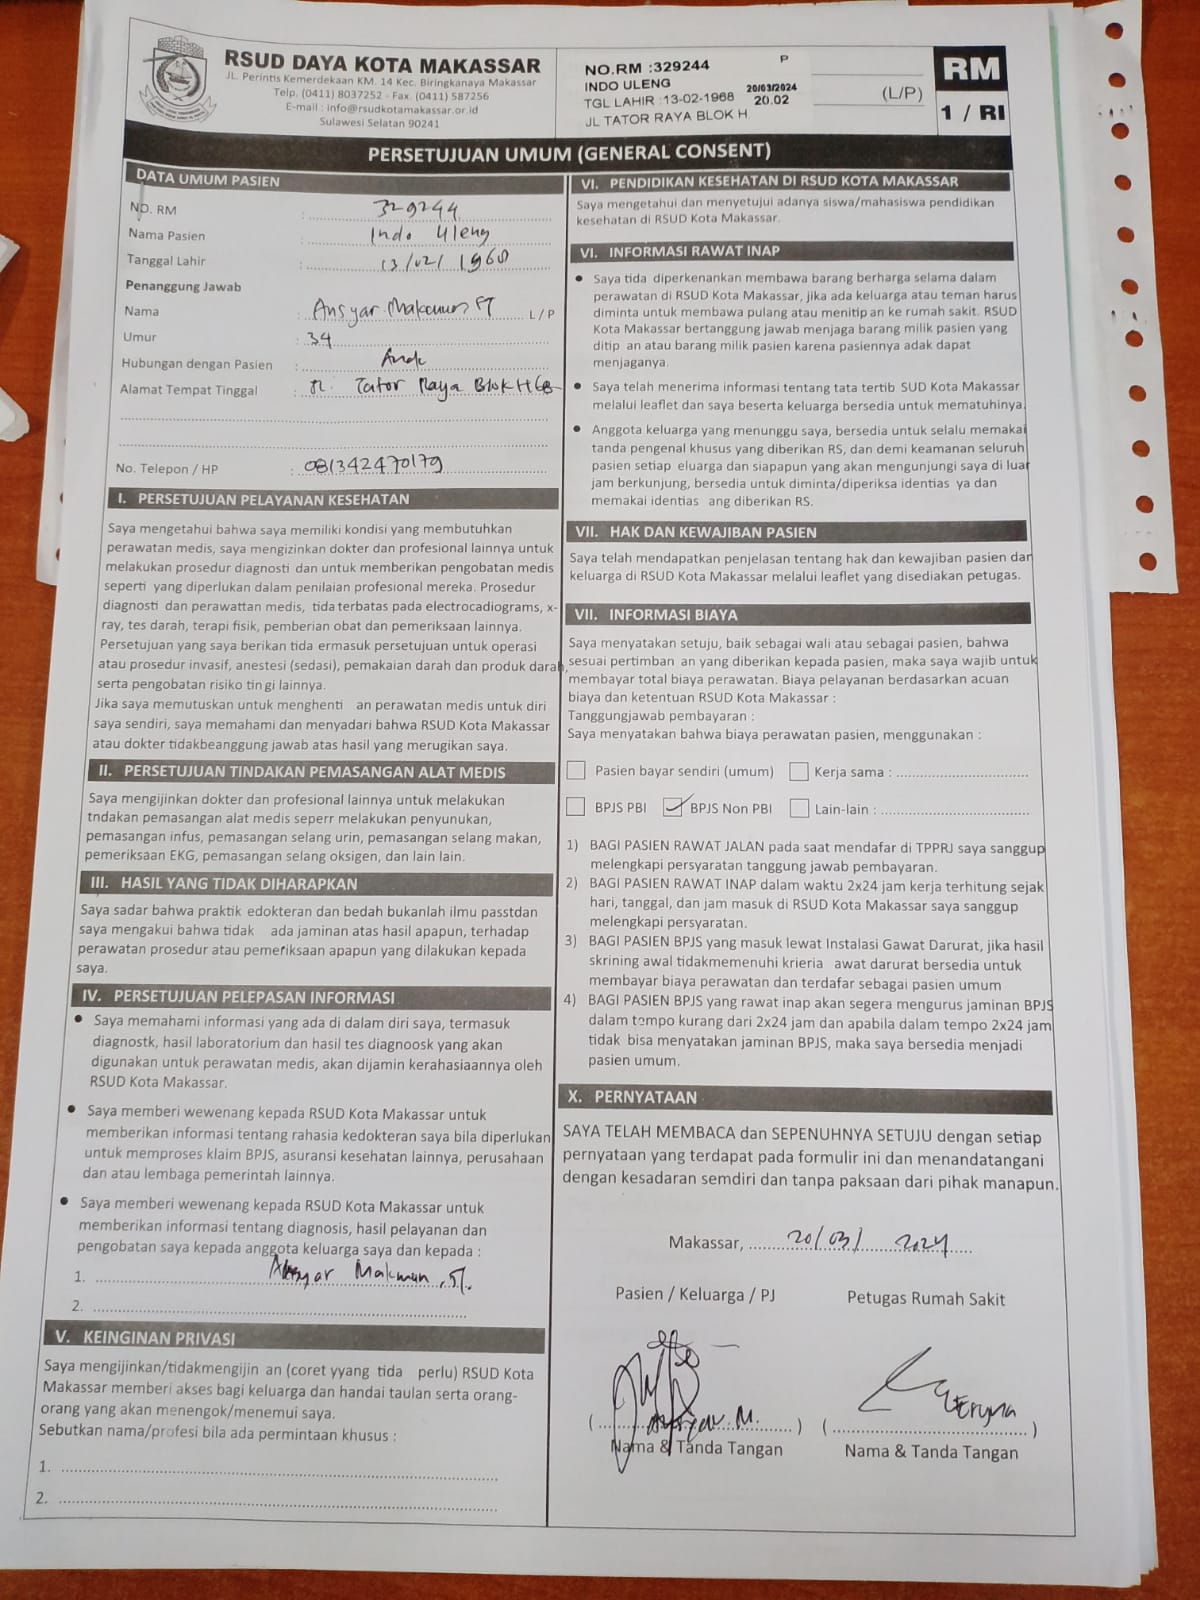 RSUD DAYA KOTA MAKASSAR
JL. Perintis Kemerdekaan KM. 14 Kec. Biringkanaya Makassar
Telp. (0411) 8037252 - Fax. (0411) 587256
E-mail : info@rsudkotamakassar.or.id
Sulawesi Selatan 90241
NO.RM :329244 P
INDO ULENG
TGL LAHIR :13-02-1968 20/03/2024 20.02
JL TATOR RAYA BLOK H
(L/P)
RM
1 / RI
PERSETUJUAN UMUM (GENERAL CONSENT)
DATA UMUM PASIEN
NO. RM : 329244
Nama Pasien : Indo Uleng
Tanggal Lahir : 13/02/1968
Penanggung Jawab
Nama : Ansyar Makmun ST L / P
Umur : 34
Hubungan dengan Pasien : Anak
Alamat Tempat Tinggal : Jl. Tator Raya Blok H
No. Telepon / HP : 081342470179
I. PERSETUJUAN PELAYANAN KESEHATAN
Saya mengetahui bahwa saya memiliki kondisi yang membutuhkan
perawatan medis, saya mengizinkan dokter dan profesional lainnya untuk
melakukan prosedur diagnosti dan untuk memberikan pengobatan medis
seperti yang diperlukan dalam penilaian profesional mereka. Prosedur
diagnosti dan perawattan medis, tida terbatas pada electrocadiograms, x-
ray, tes darah, terapi fisik, pemberian obat dan pemeriksaan lainnya.
Persetujuan yang saya berikan tida ermasuk persetujuan untuk operasi
atau prosedur invasif, anestesi (sedasi), pemakaian darah dan produk darah,
serta pengobatan risiko tin gi lainnya.
Jika saya memutuskan untuk menghenti an perawatan medis untuk diri
saya sendiri, saya memahami dan menyadari bahwa RSUD Kota Makassar
atau dokter tidakbeanggung jawab atas hasil yang merugikan saya.
II. PERSETUJUAN TINDAKAN PEMASANGAN ALAT MEDIS
Saya mengijinkan dokter dan profesional lainnya untuk melakukan
tndakan pemasangan alat medis seperr melakukan penyunukan,
pemasangan infus, pemasangan selang urin, pemasangan selang makan,
pemeriksaan EKG, pemasangan selang oksigen, dan lain lain.
III. HASIL YANG TIDAK DIHARAPKAN
Saya sadar bahwa praktik edokteran dan bedah bukanlah ilmu passtdan
saya mengakui bahwa tidak ada jaminan atas hasil apapun, terhadap
perawatan prosedur atau pemeriksaan apapun yang dilakukan kepada
saya.
IV. PERSETUJUAN PELEPASAN INFORMASI
• Saya memahami informasi yang ada di dalam diri saya, termasuk
diagnostk, hasil laboratorium dan hasil tes diagnoosk yang akan
digunakan untuk perawatan medis, akan dijamin kerahasiaannya oleh
RSUD Kota Makassar.
• Saya memberi wewenang kepada RSUD Kota Makassar untuk
memberikan informasi tentang rahasia kedokteran saya bila diperlukan
untuk memproses klaim BPJS, asuransi kesehatan lainnya, perusahaan
dan atau lembaga pemerintah lainnya.
• Saya memberi wewenang kepada RSUD Kota Makassar untuk
memberikan informasi tentang diagnosis, hasil pelayanan dan
pengobatan saya kepada anggota keluarga saya dan kepada :
1. Ansyar Makmun, ST.
2.
V. KEINGINAN PRIVASI
Saya mengijinkan/tidakmengijin an (coret yyang tida perlu) RSUD Kota
Makassar memberi akses bagi keluarga dan handai taulan serta orang-
orang yang akan menengok/menemui saya.
Sebutkan nama/profesi bila ada permintaan khusus :
1.
2.
VI. PENDIDIKAN KESEHATAN DI RSUD KOTA MAKASSAR
Saya mengetahui dan menyetujui adanya siswa/mahasiswa pendidikan
kesehatan di RSUD Kota Makassar.
VI. INFORMASI RAWAT INAP
• Saya tida diperkenankan membawa barang berharga selama dalam
perawatan di RSUD Kota Makassar, jika ada keluarga atau teman harus
diminta untuk membawa pulang atau menitip an ke rumah sakit. RSUD
Kota Makassar bertanggung jawab menjaga barang milik pasien yang
ditip an atau barang milik pasien karena pasiennya adak dapat
menjaganya.
• Saya telah menerima informasi tentang tata tertib SUD Kota Makassar
melalui leaflet dan saya beserta keluarga bersedia untuk mematuhinya.
• Anggota keluarga yang menunggu saya, bersedia untuk selalu memakai
tanda pengenal khusus yang diberikan RS, dan demi keamanan seluruh
pasien setiap eluarga dan siapapun yang akan mengunjungi saya di luar
jam berkunjung, bersedia untuk diminta/diperiksa identias ya dan
memakai identias ang diberikan RS.
VII. HAK DAN KEWAJIBAN PASIEN
Saya telah mendapatkan penjelasan tentang hak dan kewajiban pasien dan
keluarga di RSUD Kota Makassar melalui leaflet yang disediakan petugas.
VII. INFORMASI BIAYA
Saya menyatakan setuju, baik sebagai wali atau sebagai pasien, bahwa
sesuai pertimban an yang diberikan kepada pasien, maka saya wajib untuk
membayar total biaya perawatan. Biaya pelayanan berdasarkan acuan
biaya dan ketentuan RSUD Kota Makassar :
Tanggungjawab pembayaran :
Saya menyatakan bahwa biaya perawatan pasien, menggunakan :
Pasien bayar sendiri (umum) Kerja sama :
BPJS PBI BPJS Non PBI Lain-lain :
1) BAGI PASIEN RAWAT JALAN pada saat mendafar di TPPRJ saya sanggup
melengkapi persyaratan tanggung jawab pembayaran.
2) BAGI PASIEN RAWAT INAP dalam waktu 2x24 jam kerja terhitung sejak
hari, tanggal, dan jam masuk di RSUD Kota Makassar saya sanggup
melengkapi persyaratan.
3) BAGI PASIEN BPJS yang masuk lewat Instalasi Gawat Darurat, jika hasil
skrining awal tidakmemenuhi krieria awat darurat bersedia untuk
membayar biaya perawatan dan terdafar sebagai pasien umum
4) BAGI PASIEN BPJS yang rawat inap akan segera mengurus jaminan BPJS
dalam tempo kurang dari 2x24 jam dan apabila dalam tempo 2x24 jam
tidak bisa menyatakan jaminan BPJS, maka saya bersedia menjadi
pasien umum.
X. PERNYATAAN
SAYA TELAH MEMBACA dan SEPENUHNYA SETUJU dengan setiap
pernyataan yang terdapat pada formulir ini dan menandatangani
dengan kesadaran semdiri dan tanpa paksaan dari pihak manapun.
Makassar, 20/03/2024
Pasien / Keluarga / PJ Petugas Rumah Sakit
( Ansyar M. ) ( )
Nama & Tanda Tangan Nama & Tanda Tangan